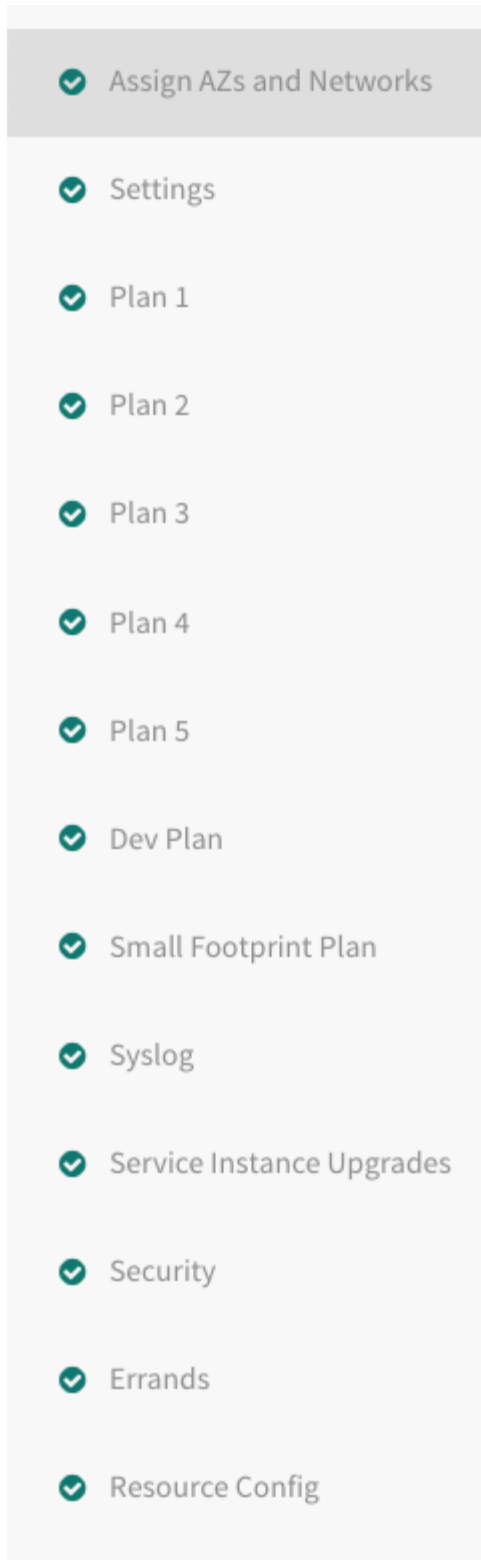 Assign AZs and Networks
Settings
Plan 1
Plan 2
Plan 3
Plan 4
Plan 5
Dev Plan
Small Footprint Plan
Syslog
Service Instance Upgrades
Security
Errands
Resource Config